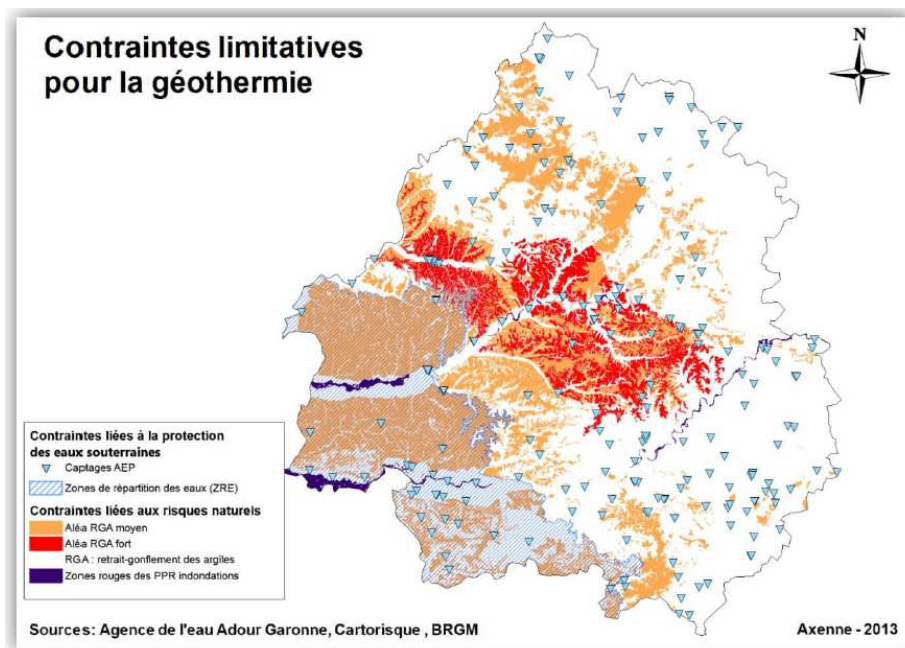 Contraintes limitatives
pour la géothermie
N
Contraintes liées à la protection
des eaux souterraines
Captages AEP
Zones de répartition des eaux (ZRE)
Contraintes liées aux risques naturels
Aléa RGA moyen
Aléa RGA fort
RGA : retrait-gonflement des argiles
Zones rouges des PPR indondations
Sources: Agence de l'eau Adour Garonne, Cartorisque , BRGM
Axenne - 2013